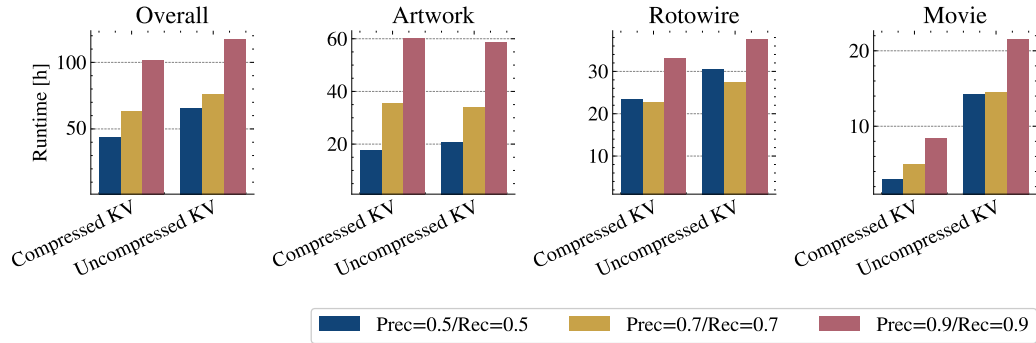 Overall
Artwork
Rotowire
Movie
Runtime [h]
100
50
60
40
20
30
20
10
20
10
Compressed KV
Uncompressed KV
Compressed KV
Uncompressed KV
Compressed KV
Uncompressed KV
Compressed KV
Uncompressed KV
Prec=0.5/Rec=0.5
Prec=0.7/Rec=0.7
Prec=0.9/Rec=0.9